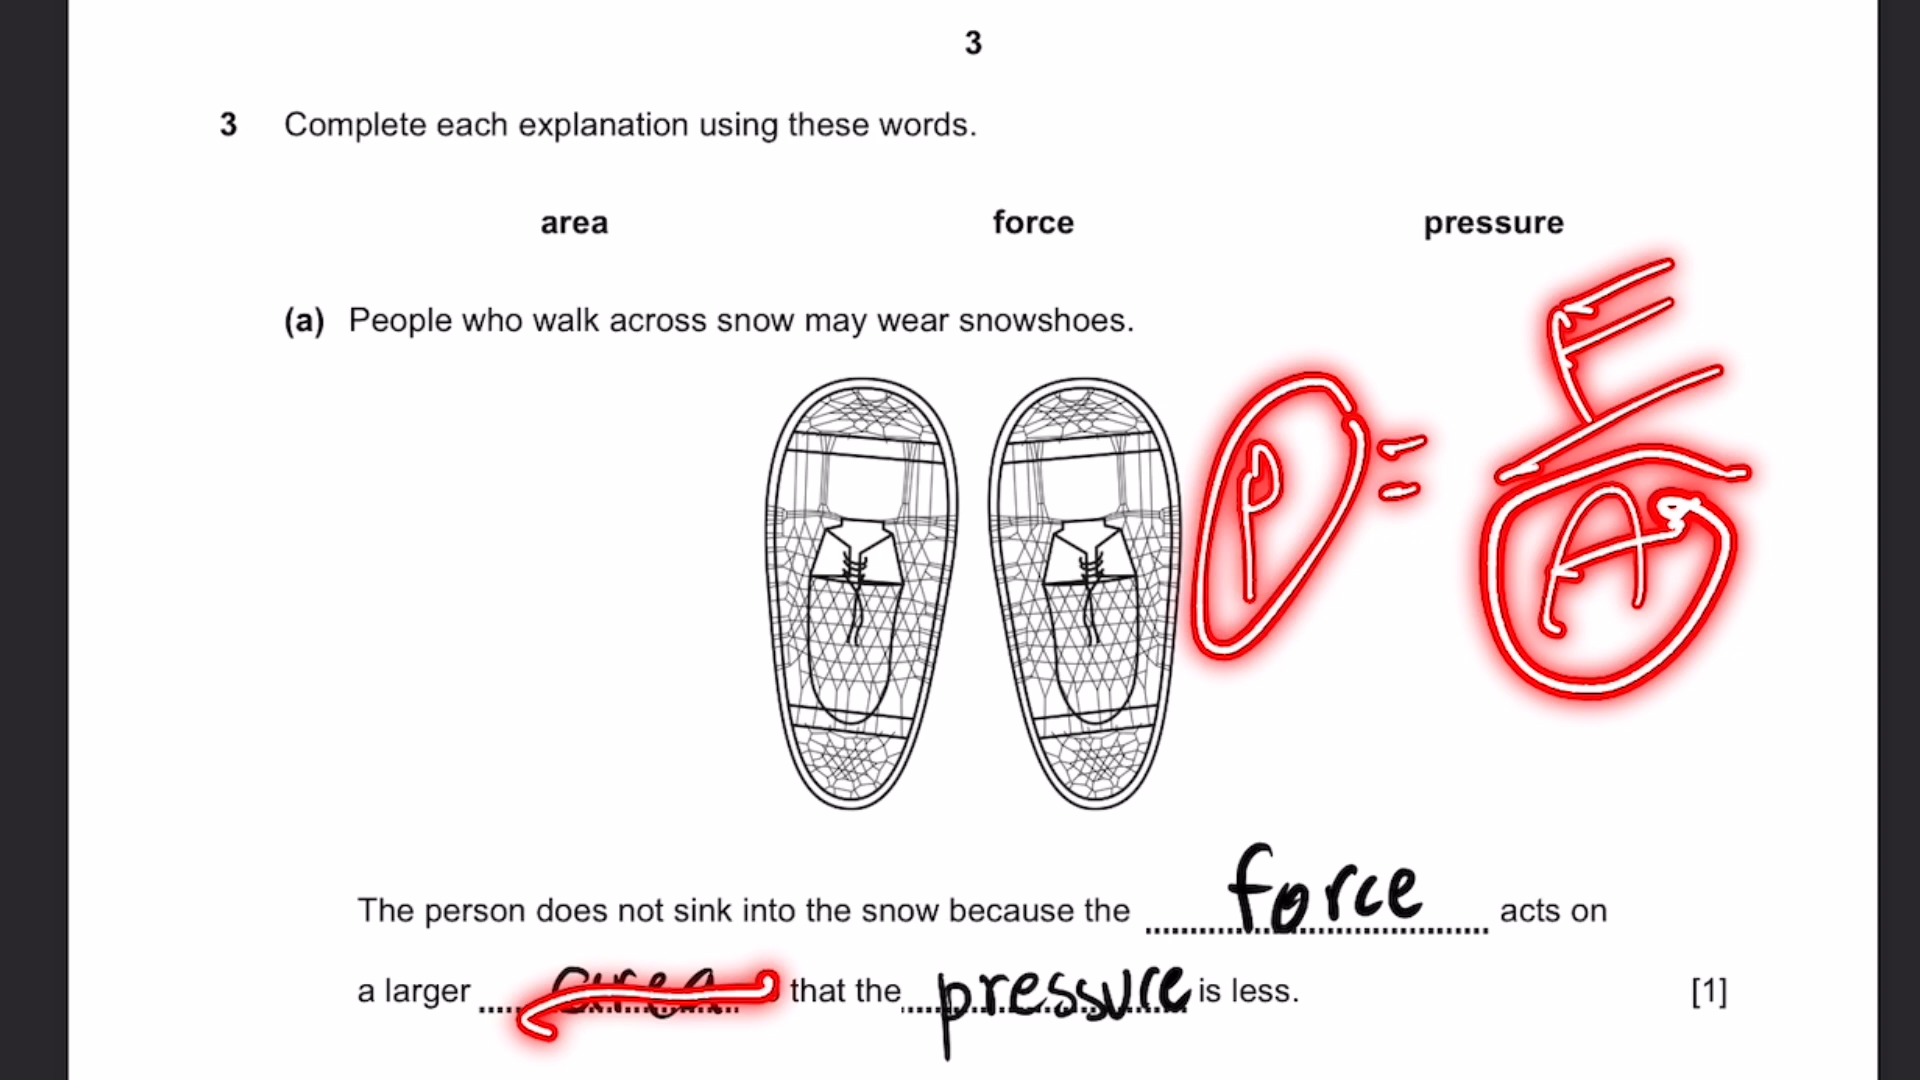 3
3 Complete each explanation using these words.
area force pressure
(a) People who walk across snow may wear snowshoes.
P = F
A
The person does not sink into the snow because the force acts on
a larger area that the pressure is less. [1]